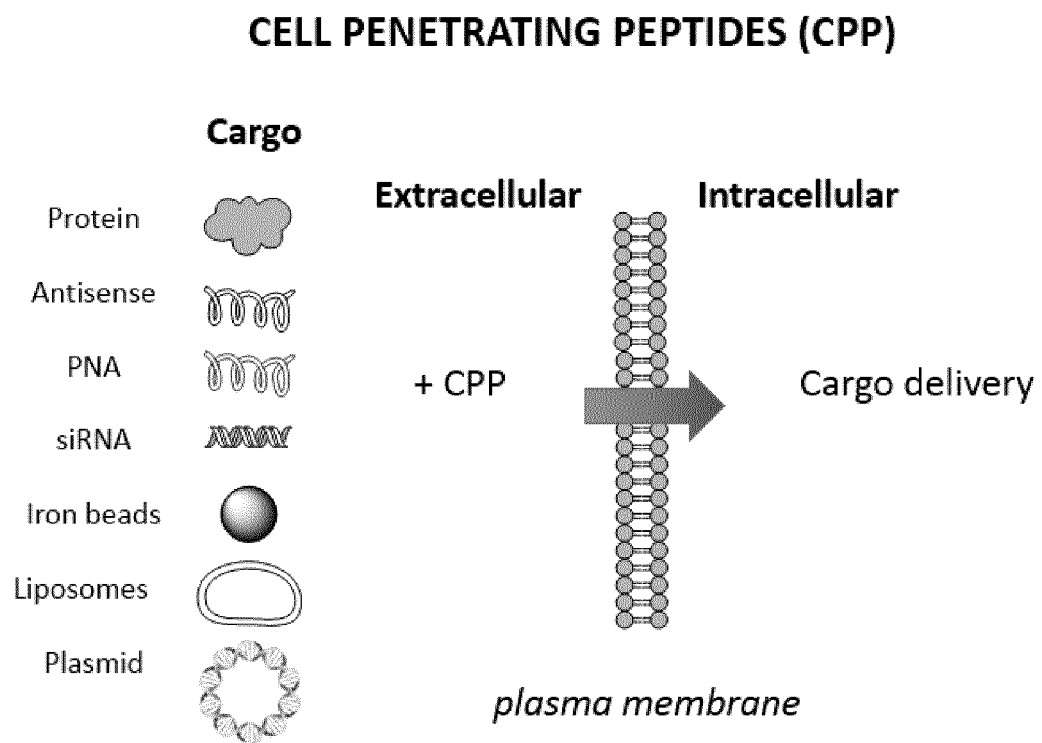 CELL PENETRATING PEPTIDES (CPP)
Cargo
Extracellular
Intracellular
Protein
Antisense
PNA
+ CPP
Cargo delivery
siRNA
Iron beads
Liposomes
Plasmid
plasma membrane